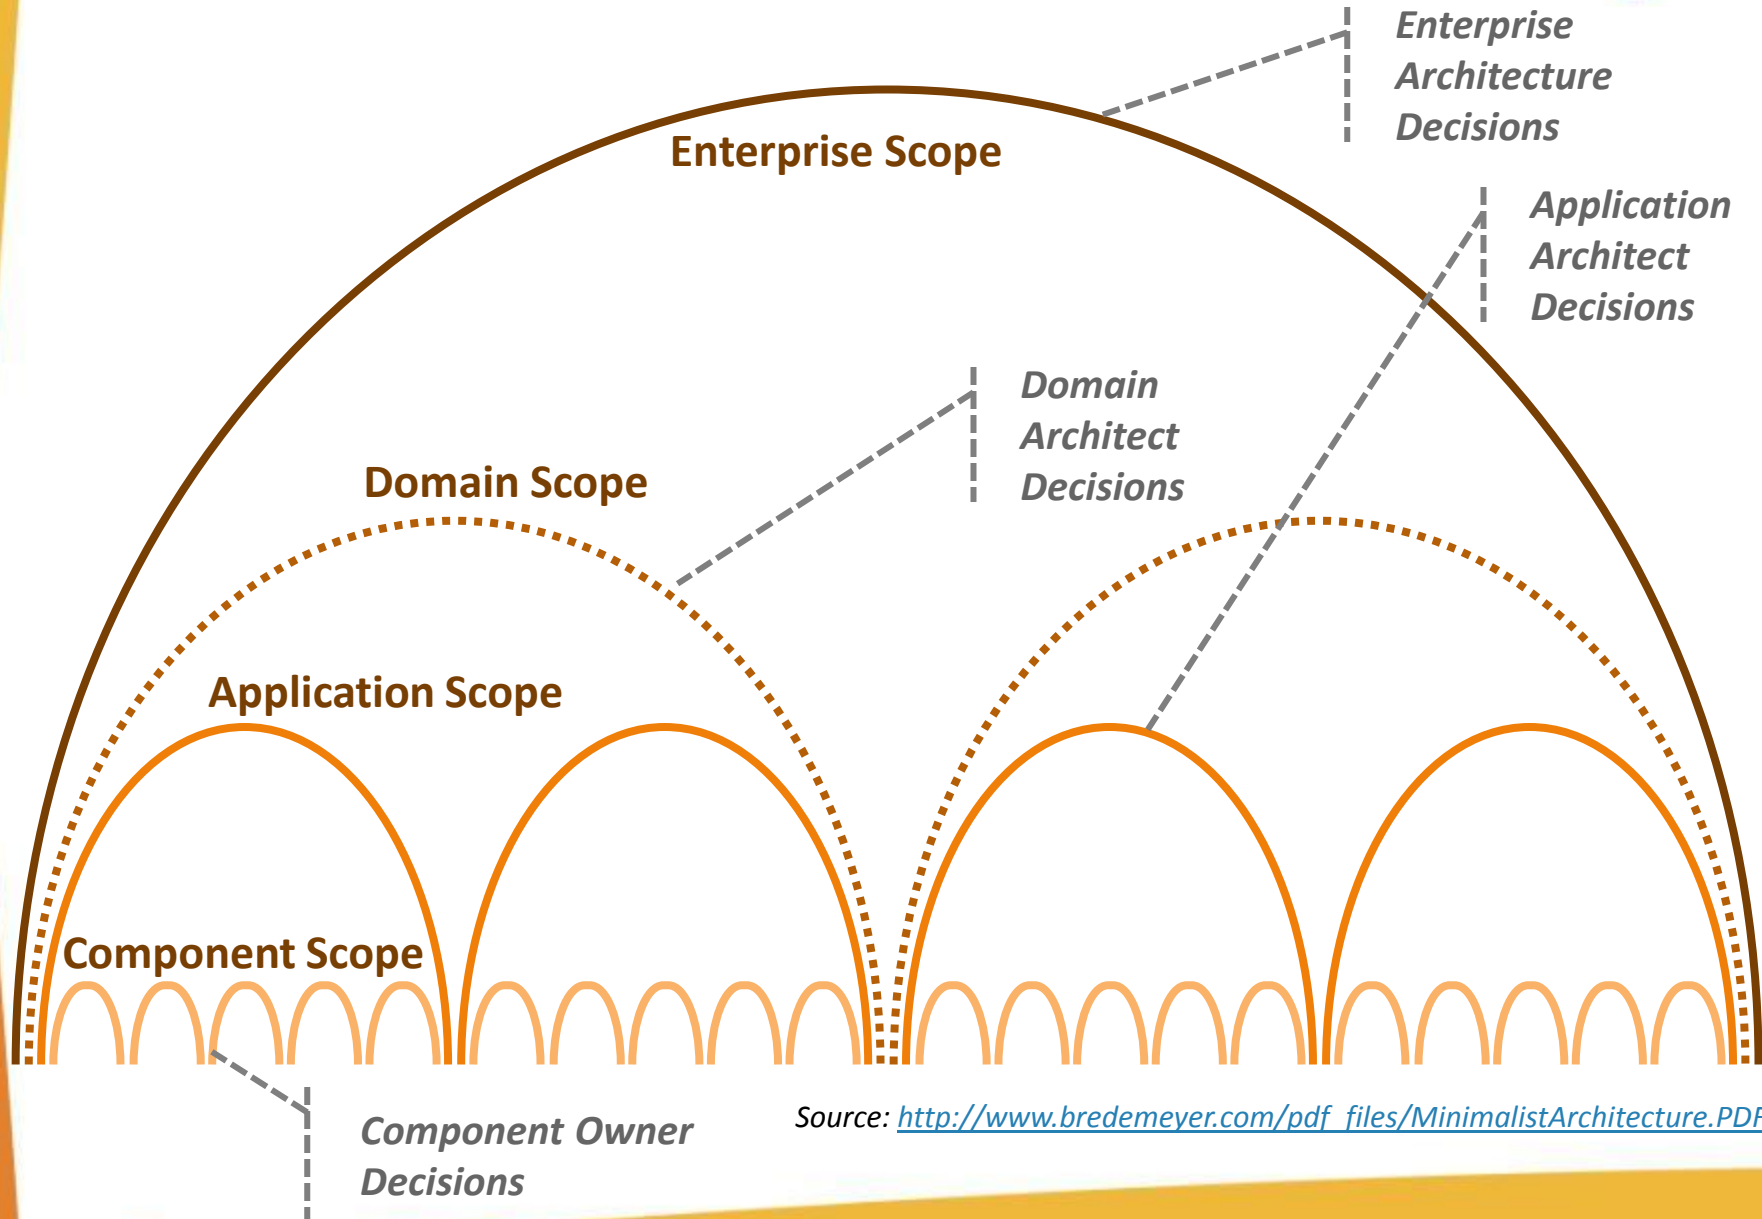 Enterprise
Architecture
Decisions
Enterprise Scope
Application
Architect
Decisions
Domain
Architect
Decisions
Domain Scope
Application Scope
Component Scope
Source: http://www.bredemeyer.com/pdf_files/MinimalistArchitecture.PDF
Component Owner
Decisions